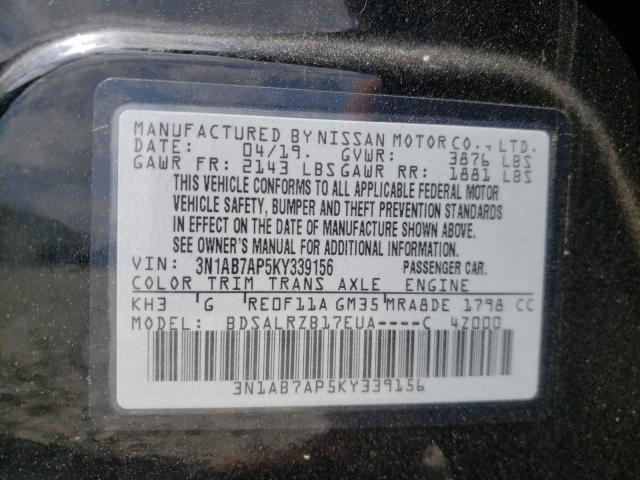 MANUFACTURED BY NISSAN MOTOR CO., LTD.
DATE: 04/19. GVWR: 3876 LBS
GAWR FR: 2143 LBS GAWR RR: 1881 LBS
THIS VEHICLE CONFORMS TO ALL APPLICABLE FEDERAL MOTOR
VEHICLE SAFETY, BUMPER AND THEFT PREVENTION STANDARDS
IN EFFECT ON THE DATE OF MANUFACTURE SHOWN ABOVE.
SEE OWNER'S MANUAL FOR ADDITIONAL INFORMATION.
VIN: 3N1AB7AP5KY339156 PASSENGER CAR.
COLOR TRIM TRANS AXLE ENGINE
KH3 G RE0F11A GM35 MRA8DE 1798 CC
MODEL: BDSALRZB17EUA----C 4Z000
3N1AB7AP5KY339156